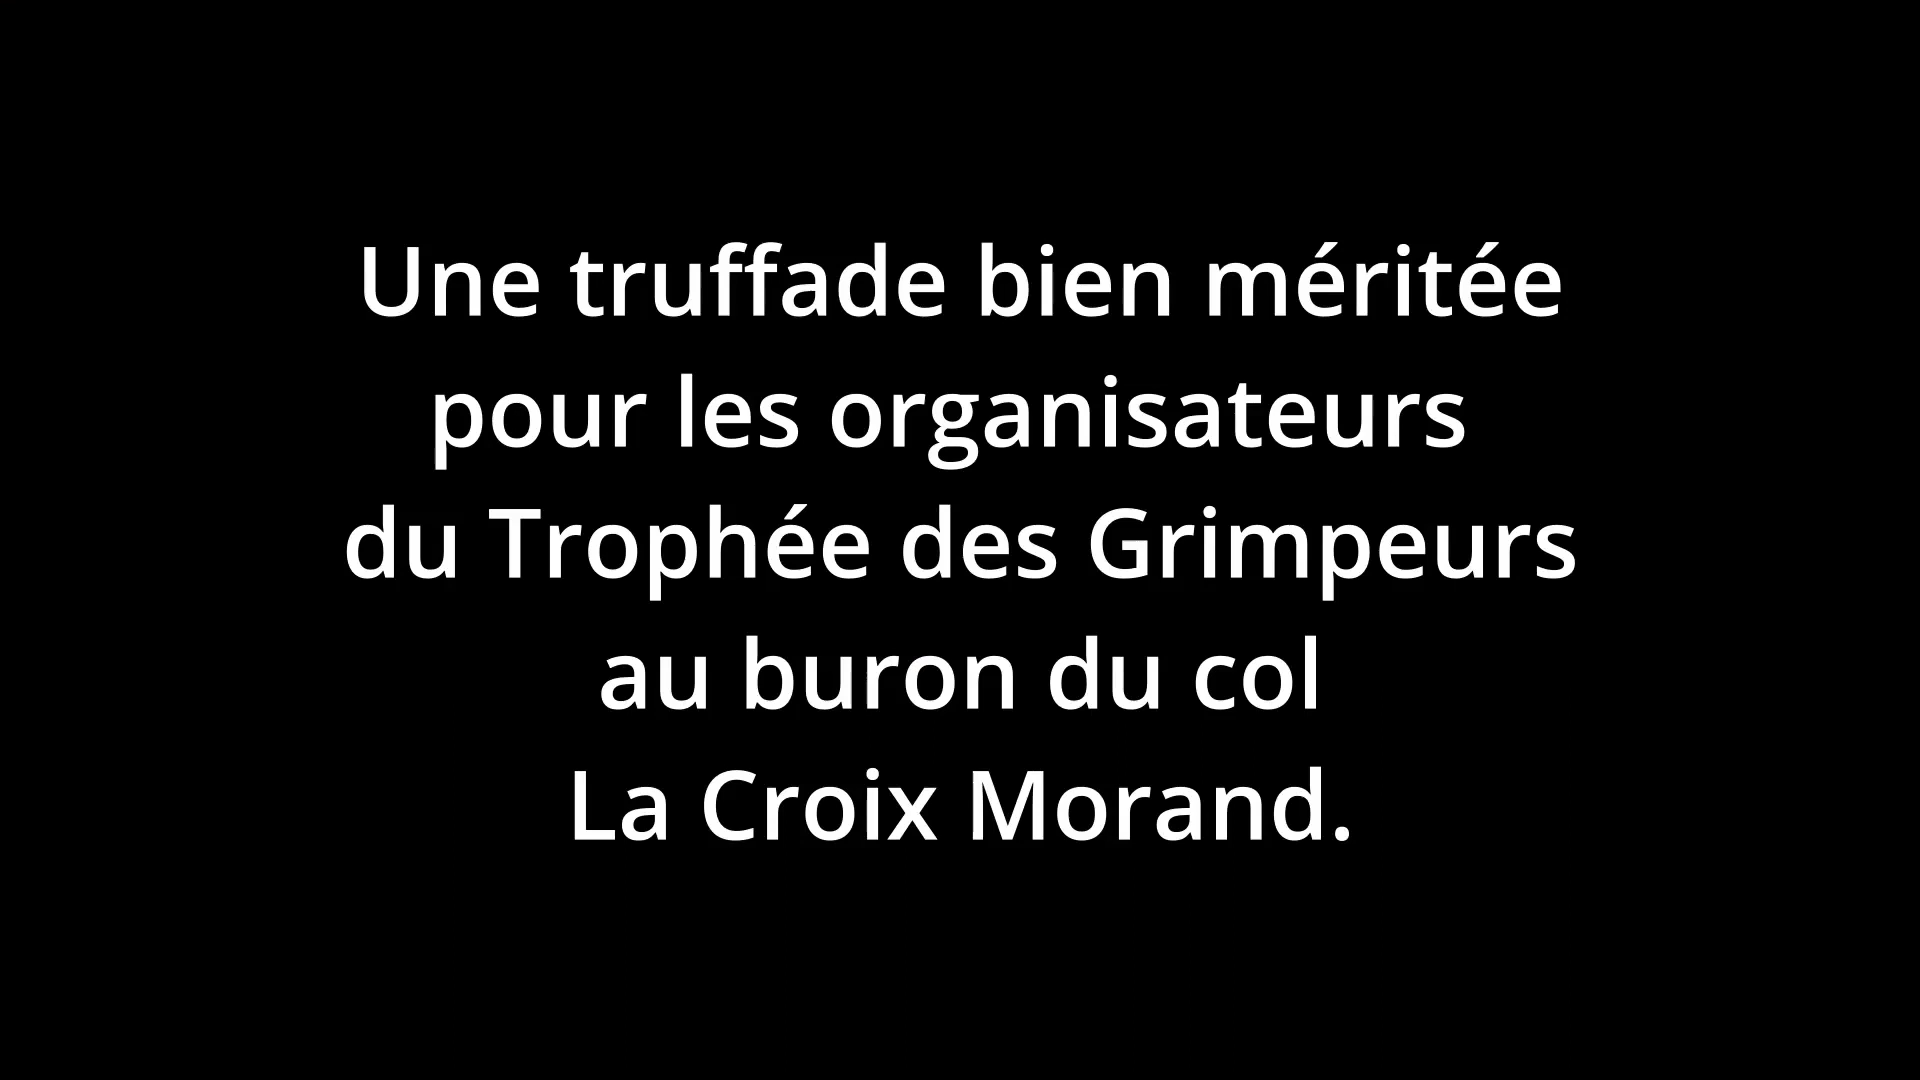 Une truffade bien méritée
pour les organisateurs
du Trophée des Grimpeurs
au buron du col
La Croix Morand.